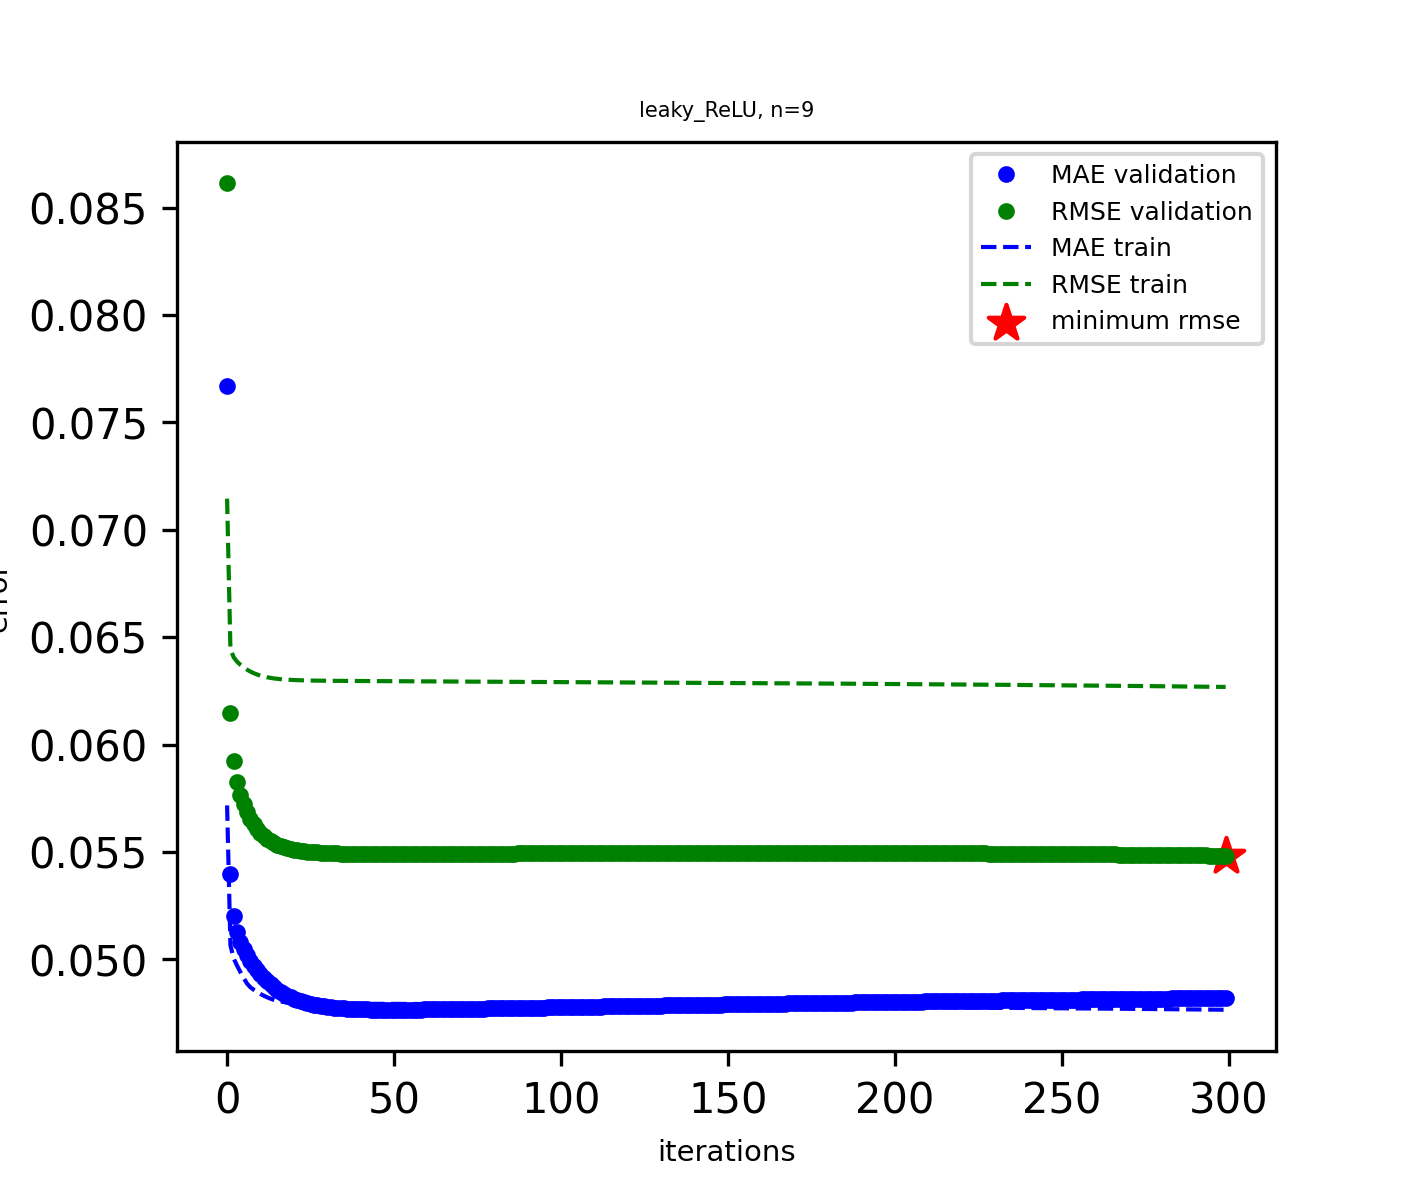 leaky_ReLU, n=9
MAE validation
RMSE validation
MAE train
RMSE train
minimum rmse
0.085
0.080
0.075
0.070
0.065
0.060
0.055
0.050
0 50 100 150 200 250 300
iterations